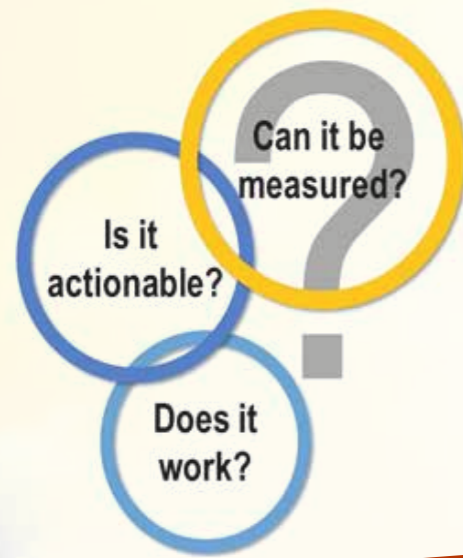 Can it be
measured?
Is it
actionable?
Does it
work?
?